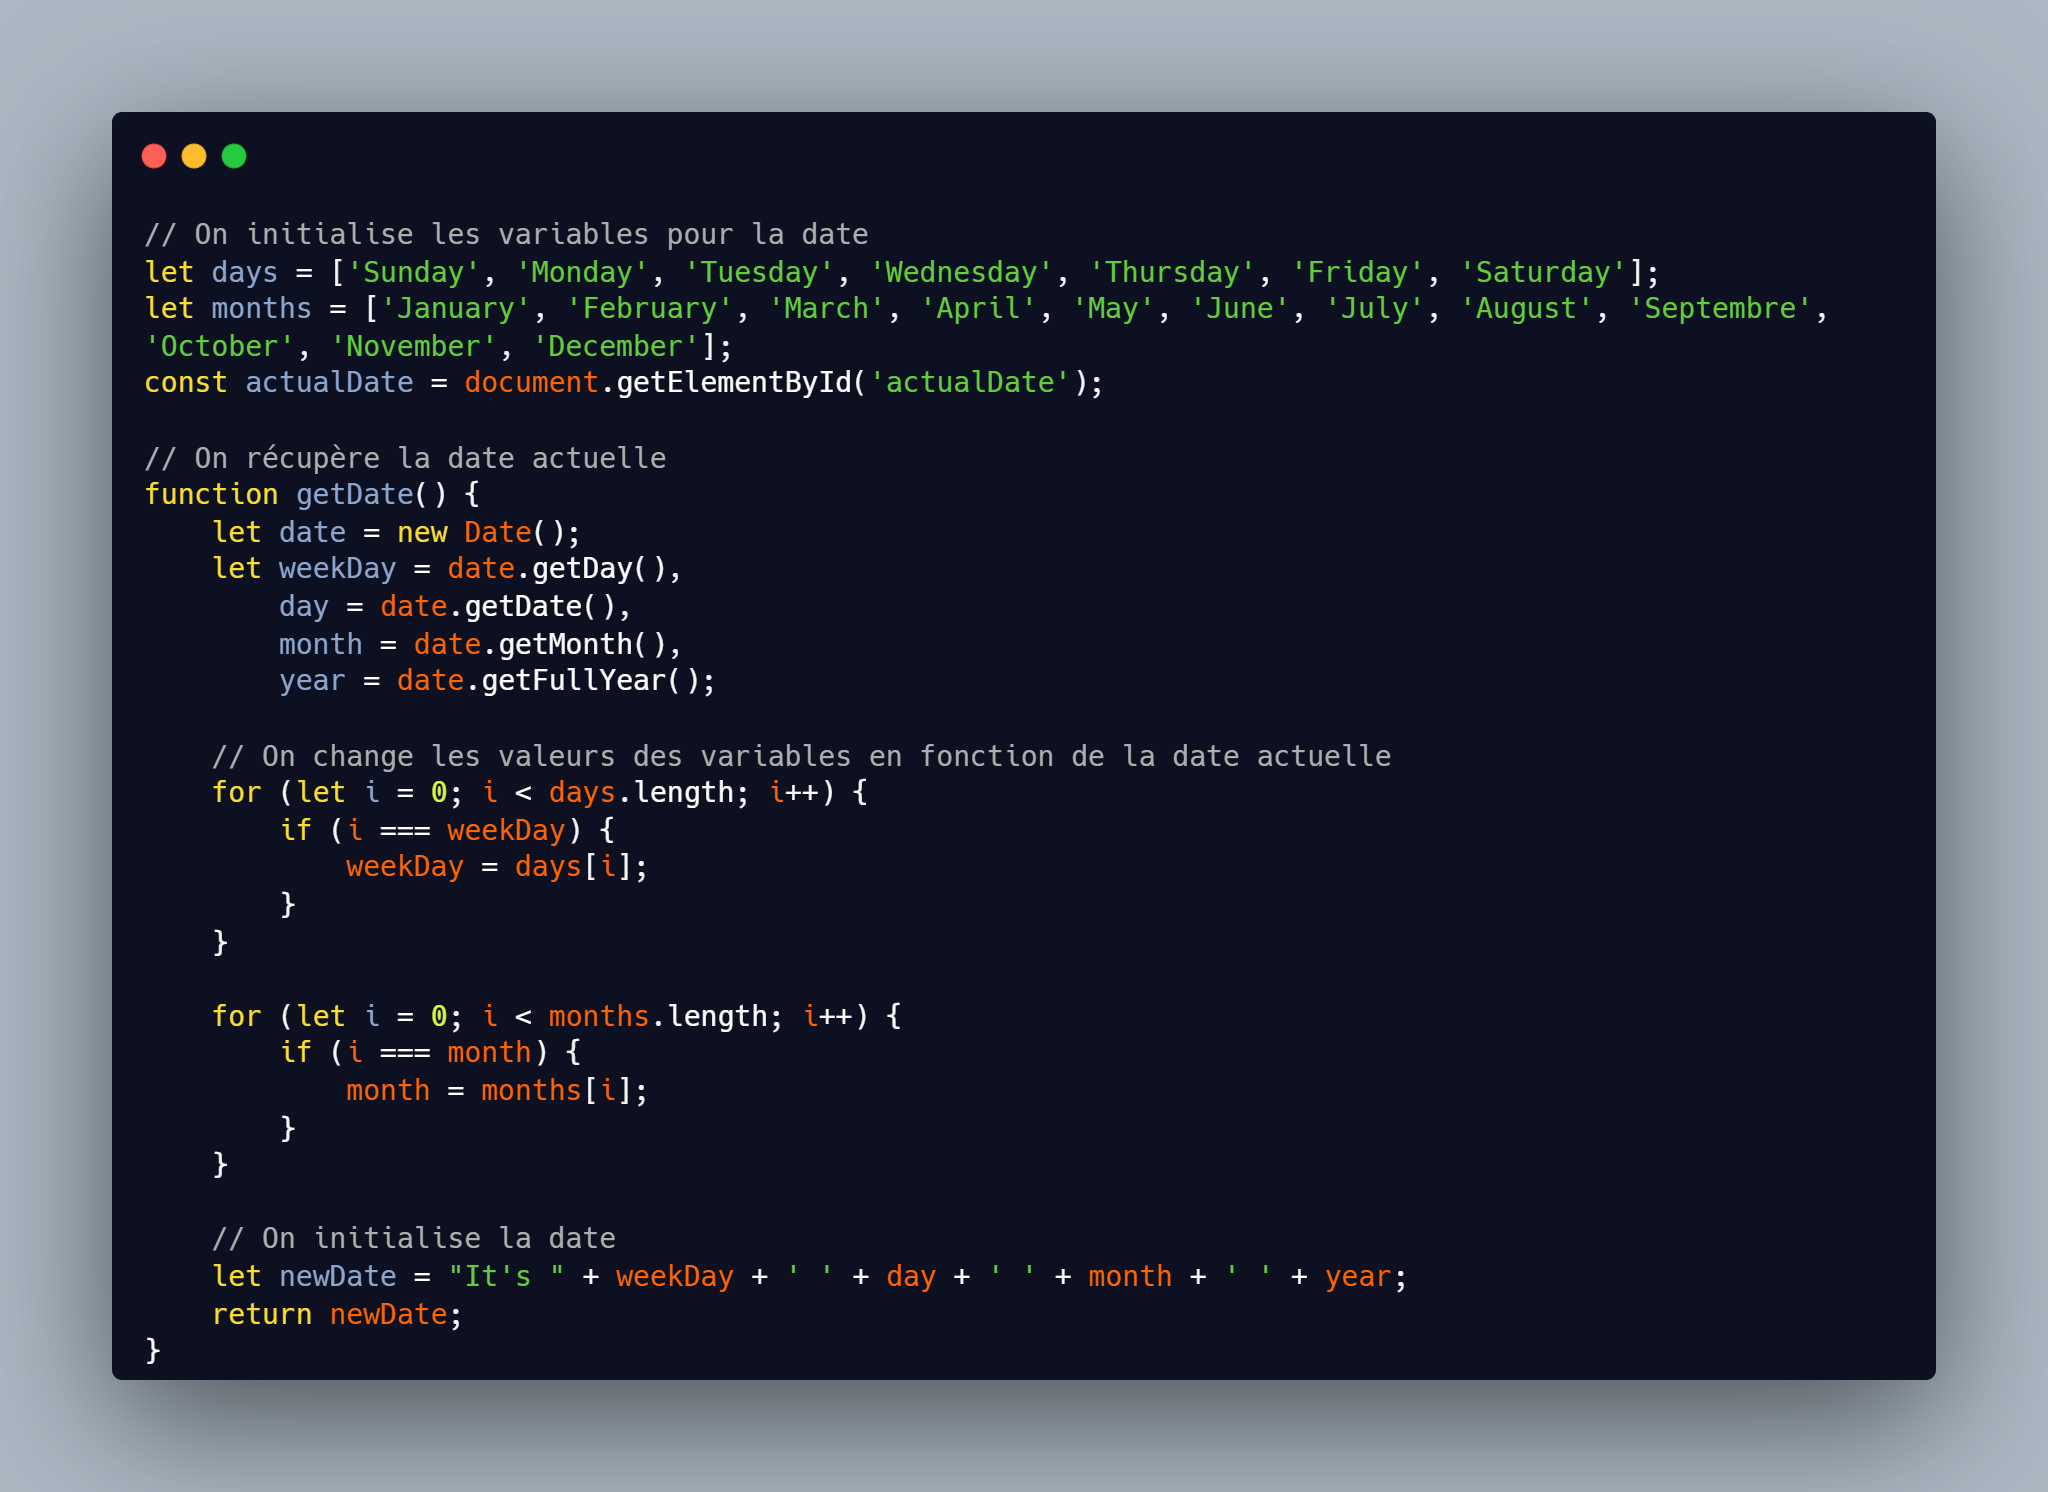 // On initialise les variables pour la date
let days = ['Sunday', 'Monday', 'Tuesday', 'Wednesday', 'Thursday', 'Friday', 'Saturday'];
let months = ['January', 'February', 'March', 'April', 'May', 'June', 'July', 'August', 'Septembre',
'October', 'November', 'December'];
const actualDate = document.getElementById('actualDate');

// On récupère la date actuelle
function getDate() {
    let date = new Date();
    let weekDay = date.getDay(),
        day = date.getDate(),
        month = date.getMonth(),
        year = date.getFullYear();

    // On change les valeurs des variables en fonction de la date actuelle
    for (let i = 0; i < days.length; i++) {
        if (i === weekDay) {
            weekDay = days[i];
        }
    }

    for (let i = 0; i < months.length; i++) {
        if (i === month) {
            month = months[i];
        }
    }

    // On initialise la date
    let newDate = "It's " + weekDay + ' ' + day + ' ' + month + ' ' + year;
    return newDate;
}